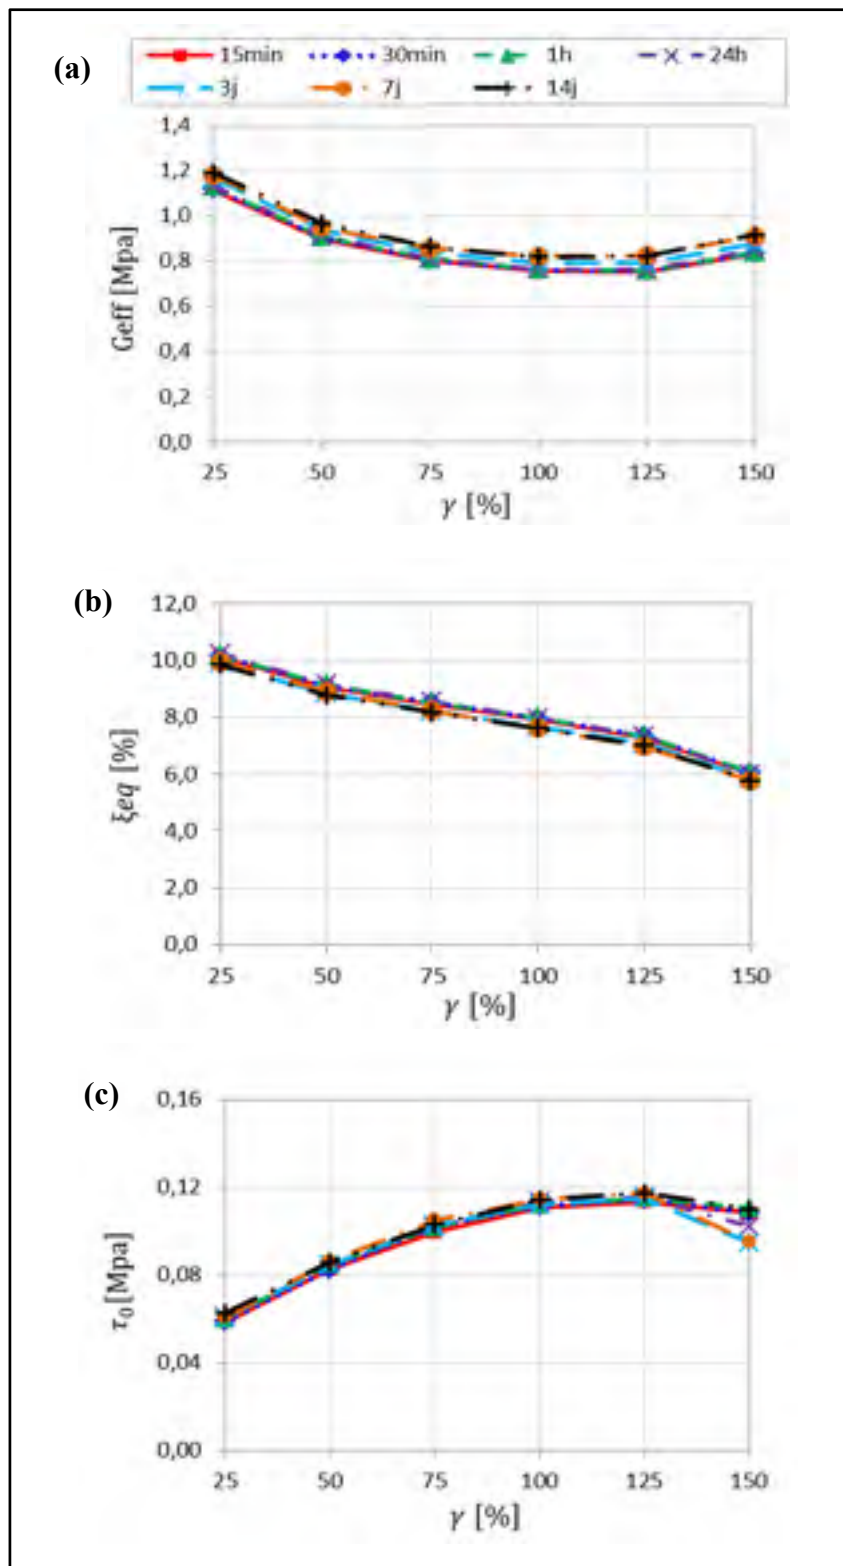 (a)
15min 30min 1h 24h
3j 7j 14j
1,4
1,2
1,0
0,8
0,6
0,4
0,2
0,0
Geff [Mpa]
25 50 75 100 125 150
γ [%]
(b)
12,0
10,0
8,0
6,0
4,0
2,0
0,0
ξeq [%]
25 50 75 100 125 150
γ [%]
(c)
0,16
0,12
0,08
0,04
0,00
τ₀[Mpa]
25 50 75 100 125 150
γ [%]